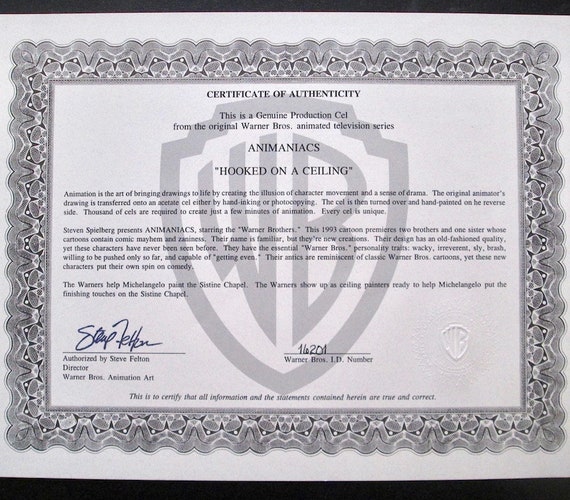 CERTIFICATE OF AUTHENTICITY
This is a Genuine Production Cel
from the original Warner Bros. animated television series
ANIMANIACS
"HOOKED ON A CEILING"
Animation is the art of bringing drawings to life by creating the illusion of character movement and a sense of drama. The original animator's
drawing is transferred onto an acetate cel either by hand-inking or photocopying. The cel is then turned over and hand-painted on he reverse
side. Thousand of cels are required to create just a few minutes of animation. Every cel is unique.
Steven Spielberg presents ANIMANIACS, starring the "Warner Brothers." This 1993 cartoon premieres two brothers and one sister whose
cartoons contain comic mayhem and zaniness. Their name is familiar, but they're new creations. Their design has an old-fashioned quality,
yet these characters have never been seen before. They have the essential "Warner Bros." personality traits: wacky, irreverent, sly, brash,
willing to be pushed only so far, and capable of "getting even." Their antics are reminiscent of classic Warner Bros. cartoons, yet these new
characters put their own spin on comedy.
The Warners help Michelangelo paint the Sistine Chapel. The Warners show up as ceiling painters ready to help Michelangelo put the
finishing touches on the Sistine Chapel.
Steve Felton
16201
Authorized by Steve Felton
Warner Bros. I.D. Number
Director
Warner Bros. Animation Art
This is to certify that all information and the statements contained herein are true and correct.
WB
WB